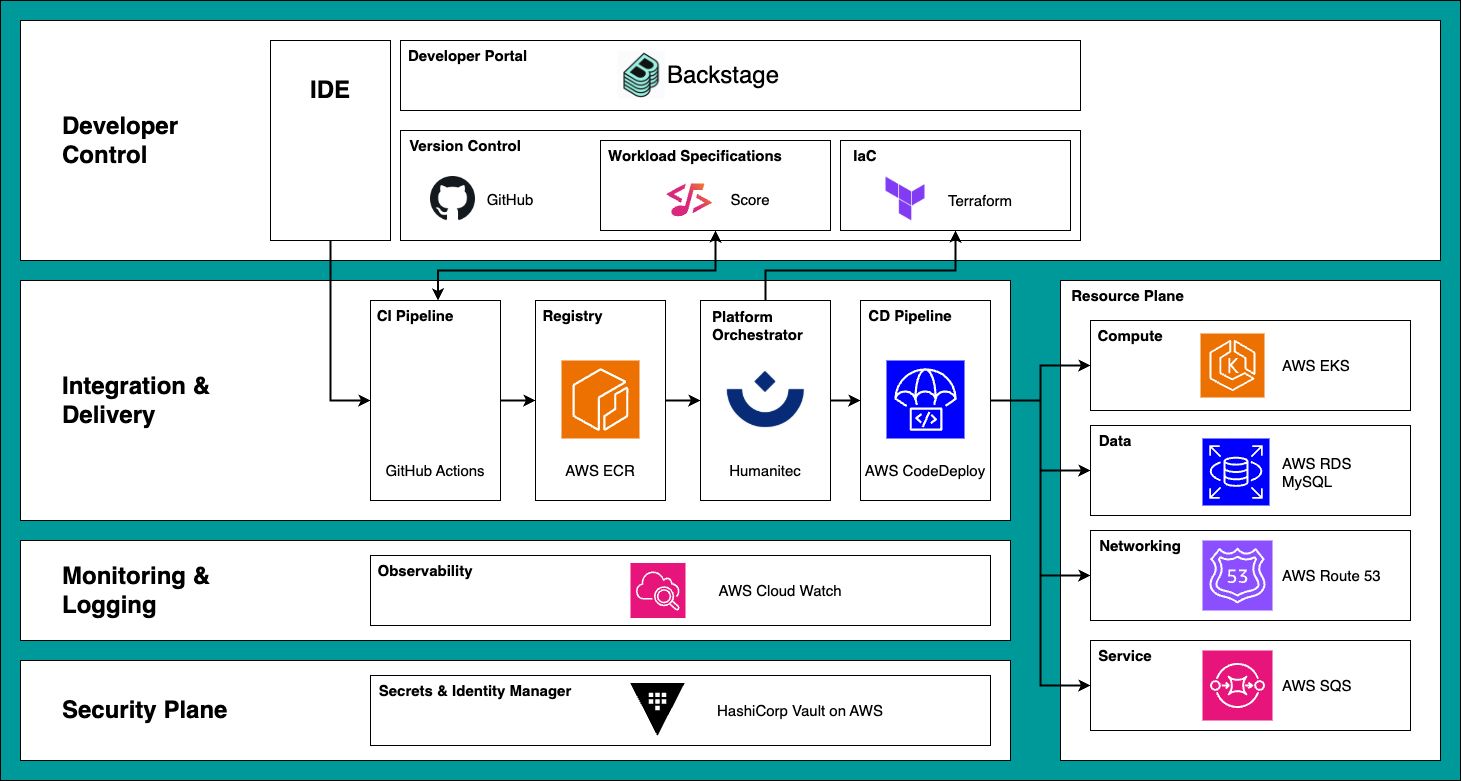 Developer
Control
IDE
Developer Portal
Backstage
Version Control
GitHub
Workload Specifications
Score
IaC
Terraform
Integration &
Delivery
CI Pipeline
GitHub Actions
Registry
AWS ECR
Platform
Orchestrator
Humanitec
CD Pipeline
AWS CodeDeploy
Resource Plane
Compute
K
AWS EKS
Data
AWS RDS
MySQL
Networking
53
AWS Route 53
Service
AWS SQS
Monitoring &
Logging
Observability
AWS Cloud Watch
Security Plane
Secrets & Identity Manager
HashiCorp Vault on AWS